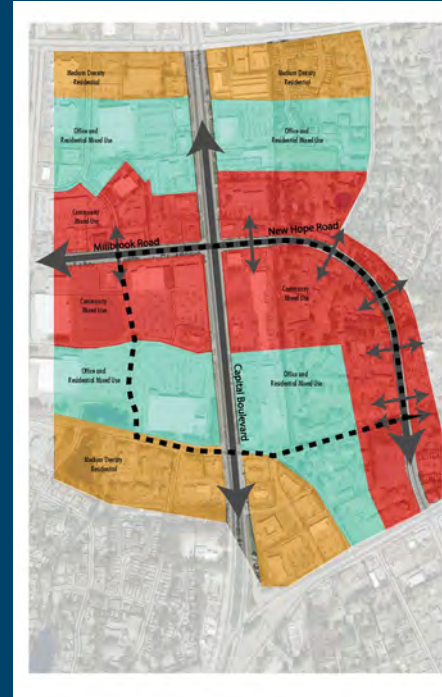 Medium Density
Residential
Medium Density
Residential
Office and
Residential Mixed Use
Office and
Residential Mixed Use
Community
Mixed Use
Millbrook Road
New Hope Road
Community
Mixed Use
Community
Mixed Use
Office and
Residential Mixed Use
Capital Boulevard
Office and
Residential Mixed Use
Medium Density
Residential